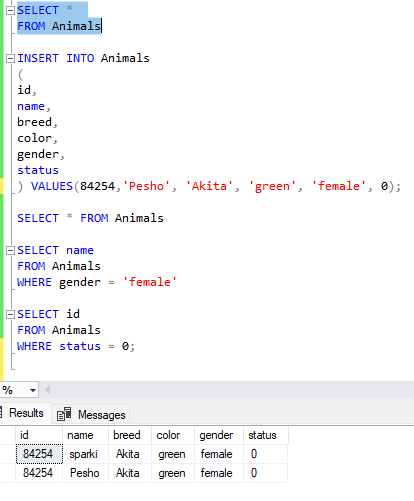 SELECT *
FROM Animals
INSERT INTO Animals
(
id,
name,
breed,
color,
gender,
status
) VALUES(84254,'Pesho', 'Akita', 'green', 'female', 0);
SELECT * FROM Animals
SELECT name
FROM Animals
WHERE gender = 'female'
SELECT id
FROM Animals
WHERE status = 0;
%
Results Messages
id name breed color gender status
84254 sparki Akita green female 0
84254 Pesho Akita green female 0